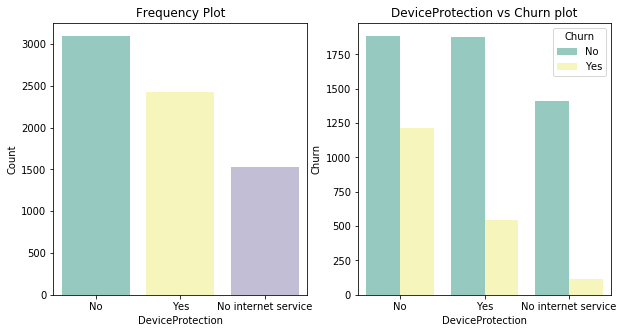 Frequency Plot
3000
2500
2000
1500
1000
500
0
Count
No
Yes
No internet service
DeviceProtection
DeviceProtection vs Churn plot
1750
1500
1250
1000
750
500
250
0
Churn
Churn
No
Yes
No
Yes
No internet service
DeviceProtection